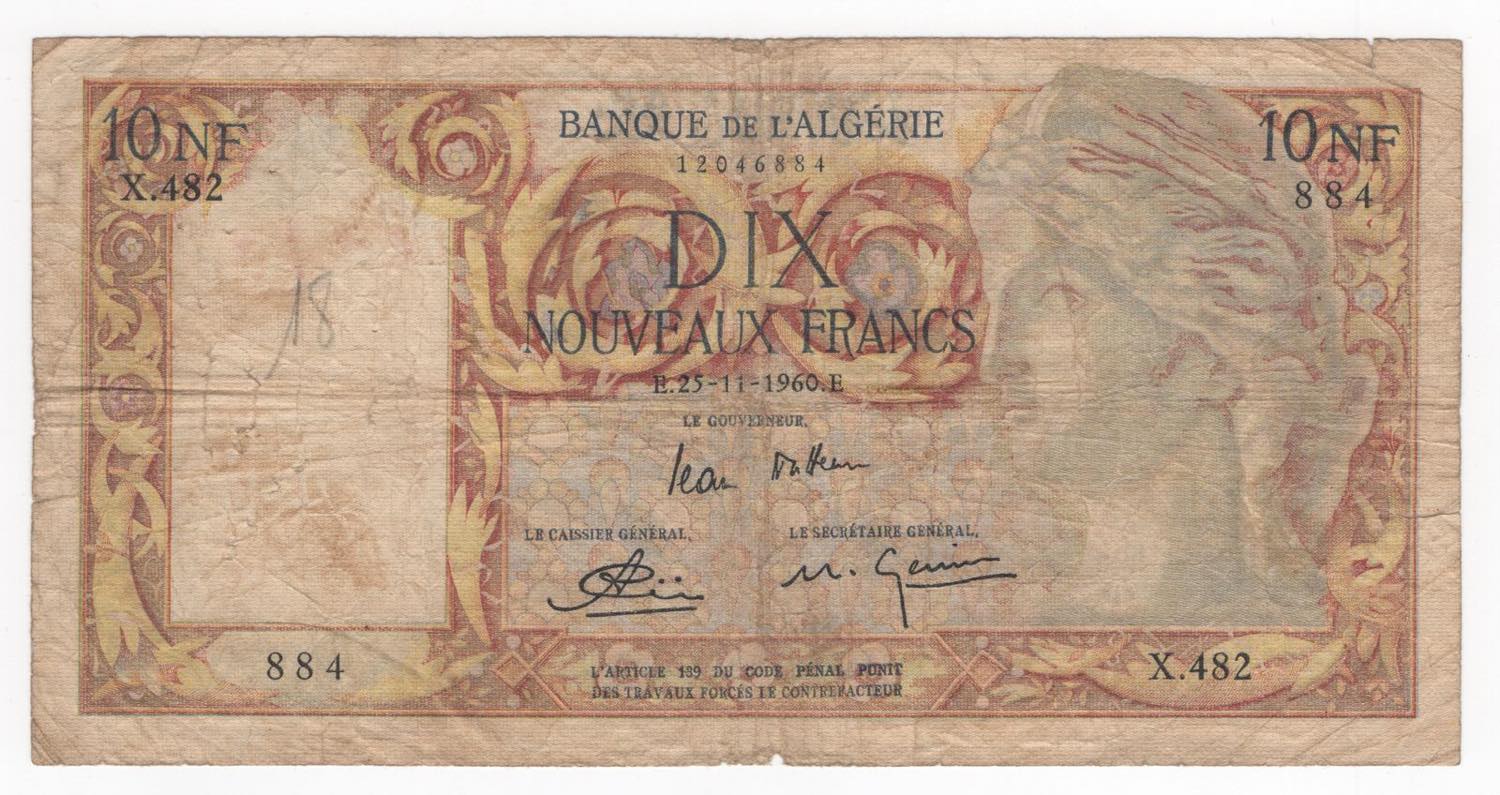 10 NF
BANQUE DE L'ALGÉRIE
10 NF
12046884
X.482
884
18
DIX
NOUVEAUX FRANCS
E.25-11-1960.E
LE GOUVERNEUR,
Jean
LE CAISSIER GÉNÉRAL,
LE SECRÉTAIRE GÉNÉRAL,
884
X.482
L'ARTICLE 139 DU CODE PÉNAL PUNIT
DES TRAVAUX FORCÉS LE CONTREFACTEUR